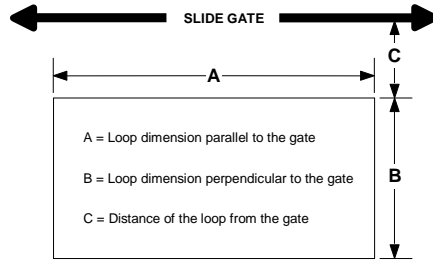 SLIDE GATE
C
A
A = Loop dimension parallel to the gate
B = Loop dimension perpendicular to the gate
B
C = Distance of the loop from the gate